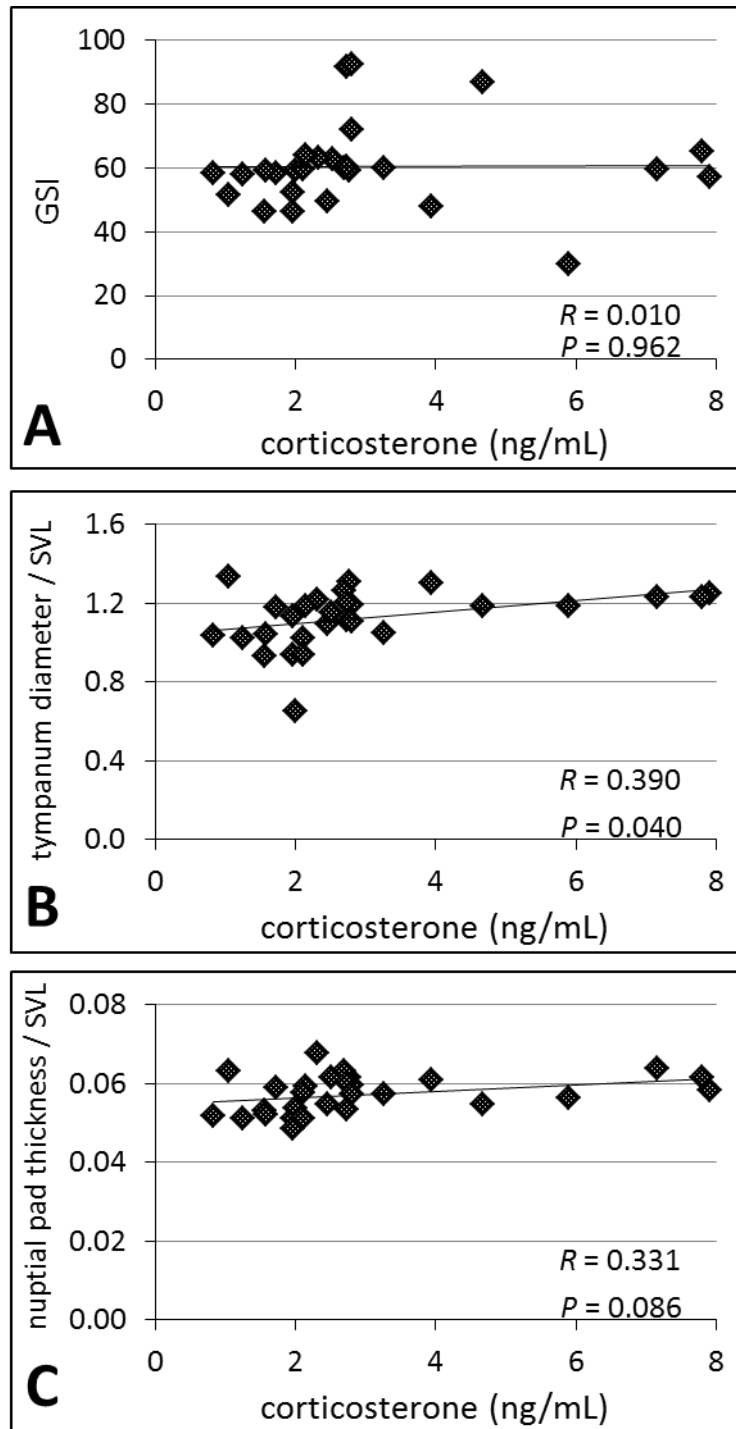 100
80
60
40
20
0
GSI
R = 0.010
P = 0.962
0 2 4 6 8
A
corticosterone (ng/mL)
1.6
1.2
0.8
0.4
0.0
tympanum diameter / SVL
R = 0.390
P = 0.040
0 2 4 6 8
B
corticosterone (ng/mL)
0.08
0.06
0.04
0.02
0.00
nuptial pad thickness / SVL
R = 0.331
P = 0.086
0 2 4 6 8
C
corticosterone (ng/mL)